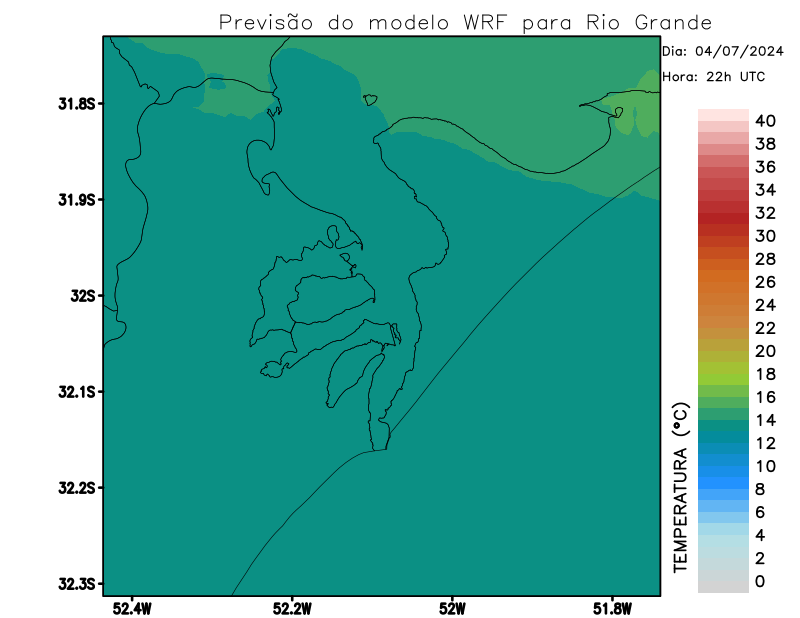 Previsão do modelo WRF para Rio Grande
Dia: 04/07/2024
Hora: 22h UTC
31.8S
31.9S
32S
32.1S
32.2S
32.3S
52.4W
52.2W
52W
51.8W
TEMPERATURA (°C)
40
38
36
34
32
30
28
26
24
22
20
18
16
14
12
10
8
6
4
2
0